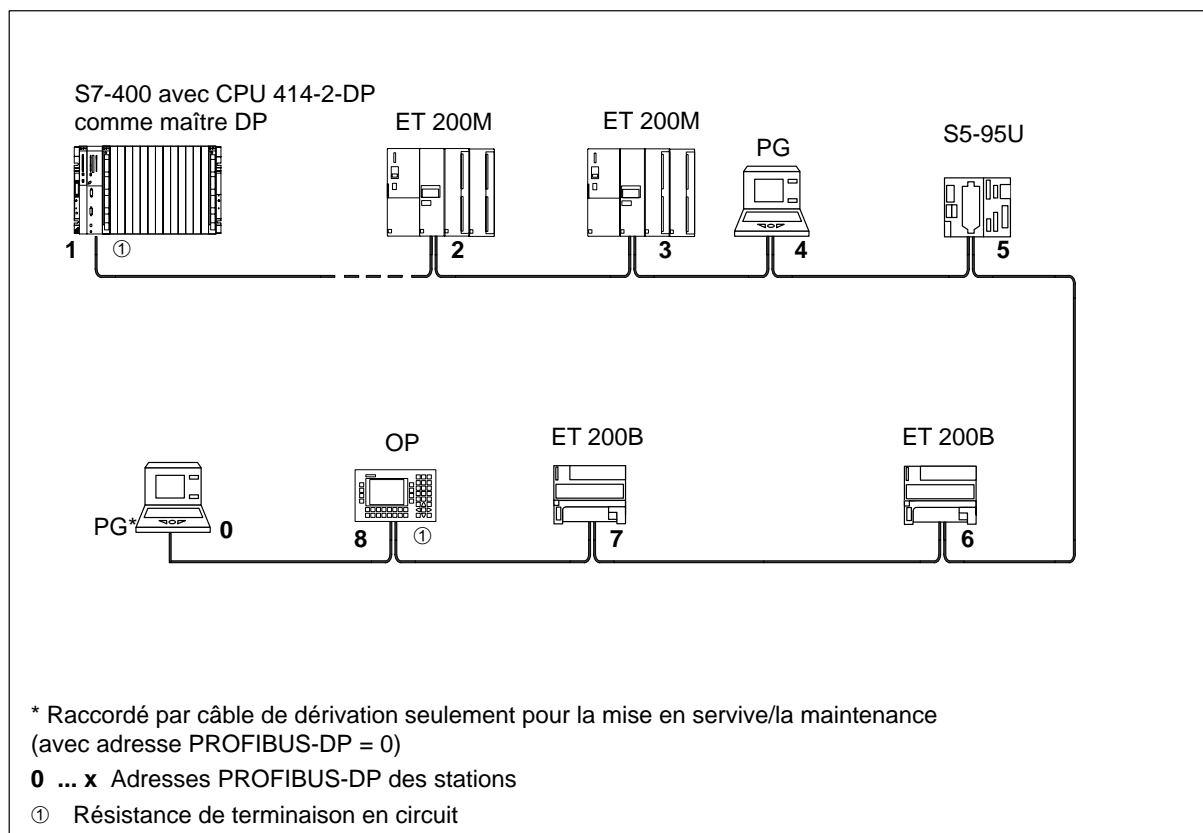 S7-400 avec CPU 414-2-DP
comme maître DP
ET 200M
ET 200M
PG
S5-95U
1
①
2
3
4
5
OP
ET 200B
ET 200B
PG*
0
8
①
7
6
* Raccordé par câble de dérivation seulement pour la mise en servive/la maintenance
(avec adresse PROFIBUS-DP = 0)
0 ... x Adresses PROFIBUS-DP des stations
① Résistance de terminaison en circuit